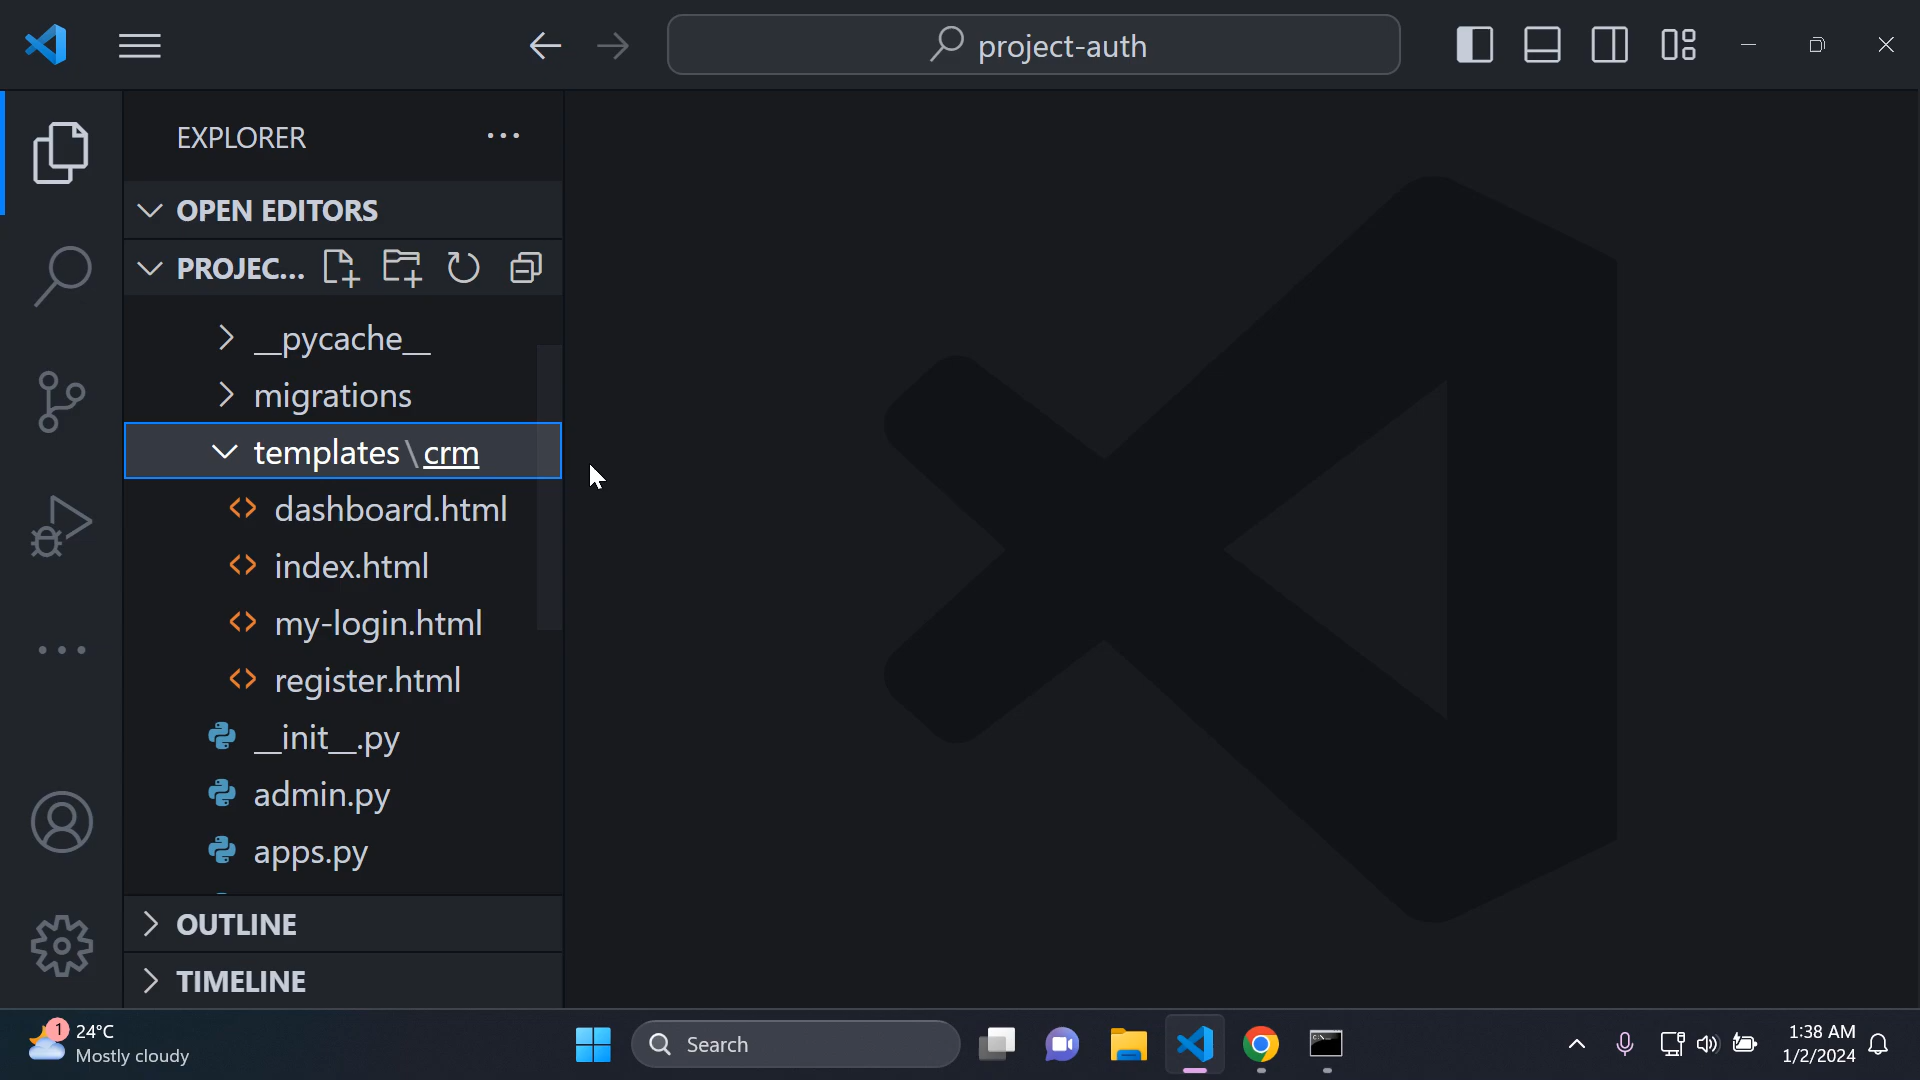 project-auth
EXPLORER
OPEN EDITORS
PROJEC...
__pycache__
migrations
templates\crm
dashboard.html
index.html
my-login.html
register.html
__init__.py
admin.py
apps.py
OUTLINE
TIMELINE
1
24°C
Mostly cloudy
Search
1:38 AM
1/2/2024